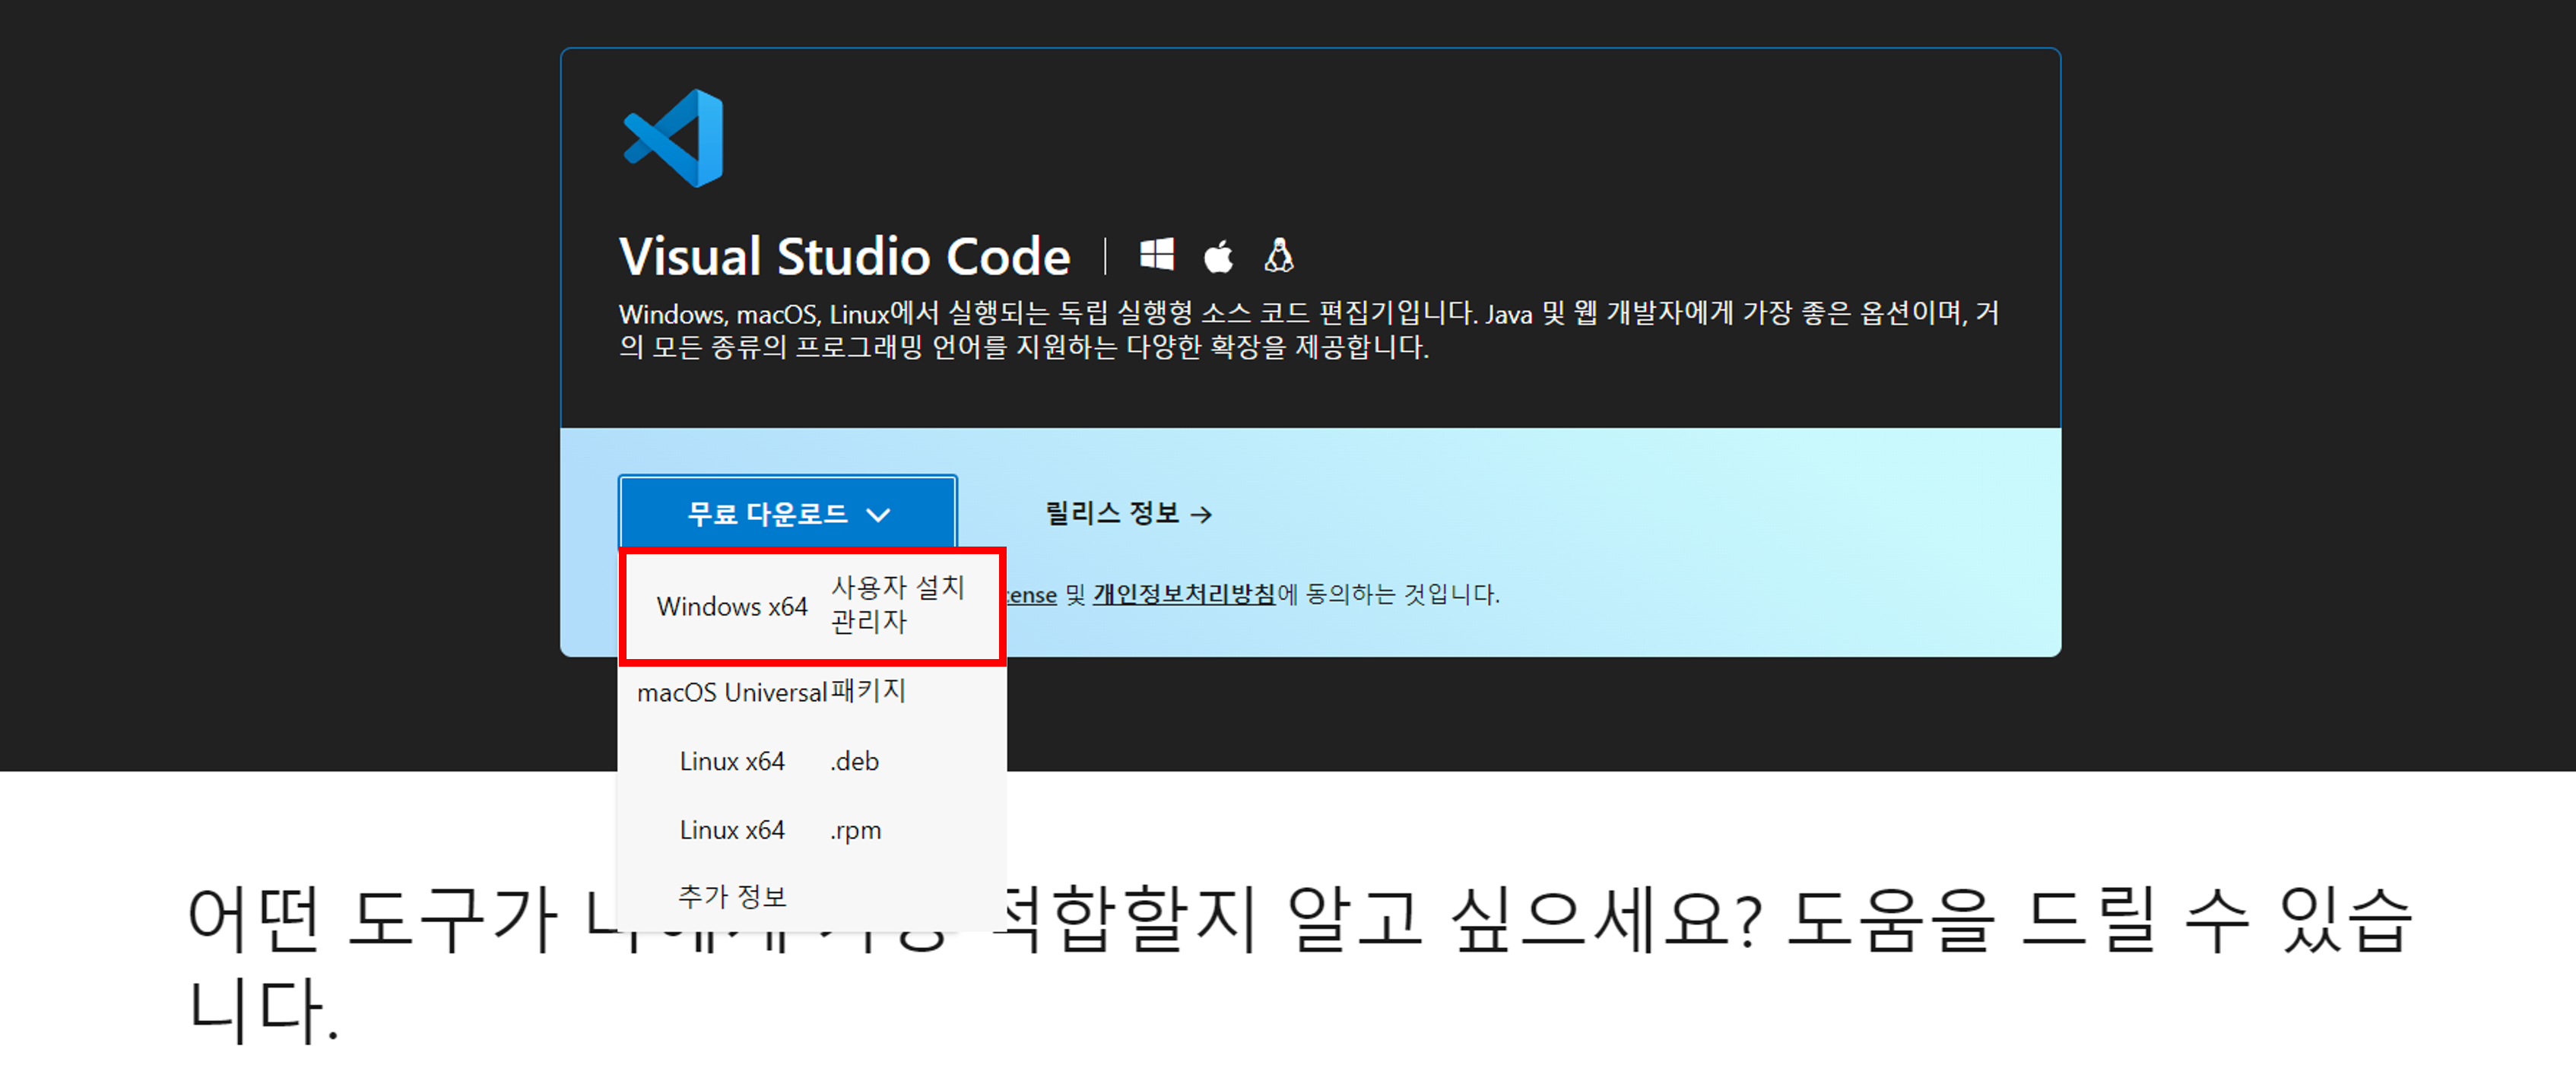 Visual Studio Code
Windows, macOS, Linux에서 실행되는 독립 실행형 소스 코드 편집기입니다. Java 및 웹 개발자에게 가장 좋은 옵션이며, 거
의 모든 종류의 프로그래밍 언어를 지원하는 다양한 확장을 제공합니다.
무료 다운로드
릴리스 정보 →
Windows x64 사용자 설치
관리자
및 개인정보처리방침에 동의하는 것입니다.
macOS Universal 패키지
Linux x64 .deb
Linux x64 .rpm
추가 정보
어떤 도구가 적합할지 알고 싶으세요? 도움을 드릴 수 있습
니다.